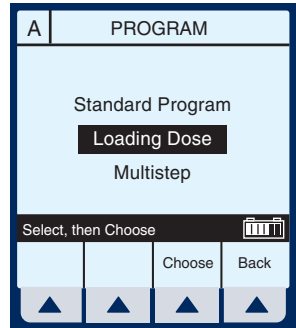 A PROGRAM
Standard Program
Loading Dose
Multistep
Select, then Choose
Choose Back